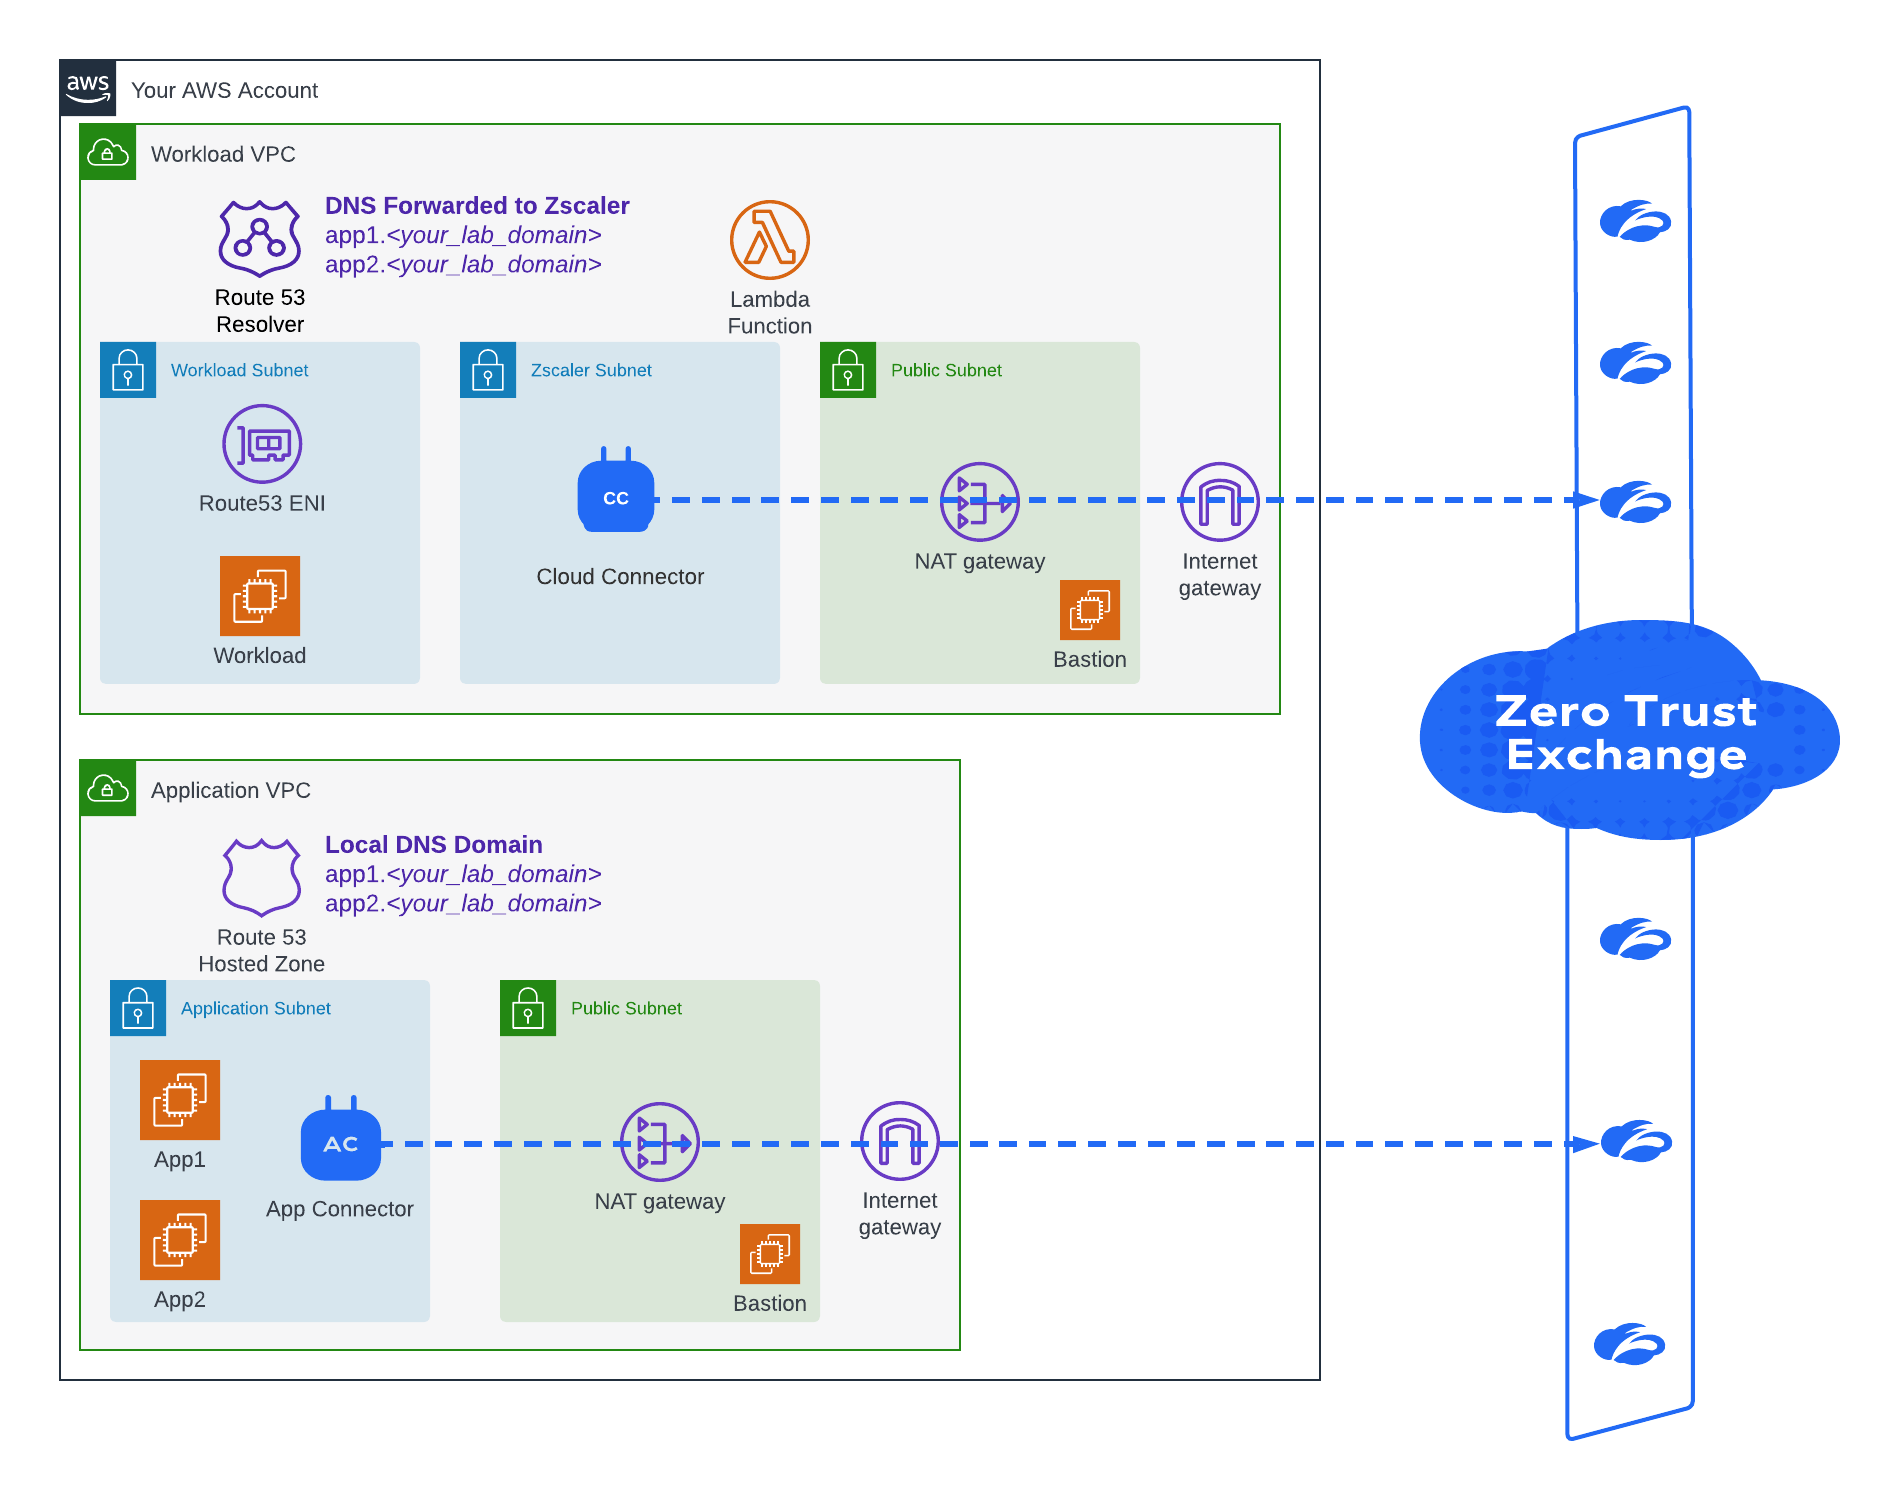 aws
Your AWS Account
Workload VPC
DNS Forwarded to Zscaler
app1.<your_lab_domain>
app2.<your_lab_domain>
Route 53
Resolver
Lambda
Function
Workload Subnet
Zscaler Subnet
Public Subnet
Route53 ENI
CC
Cloud Connector
NAT gateway
Internet
gateway
Workload
Bastion
Zero Trust
Exchange
Application VPC
Local DNS Domain
app1.<your_lab_domain>
app2.<your_lab_domain>
Route 53
Hosted Zone
Application Subnet
Public Subnet
App1
AC
App Connector
NAT gateway
Internet
gateway
App2
Bastion